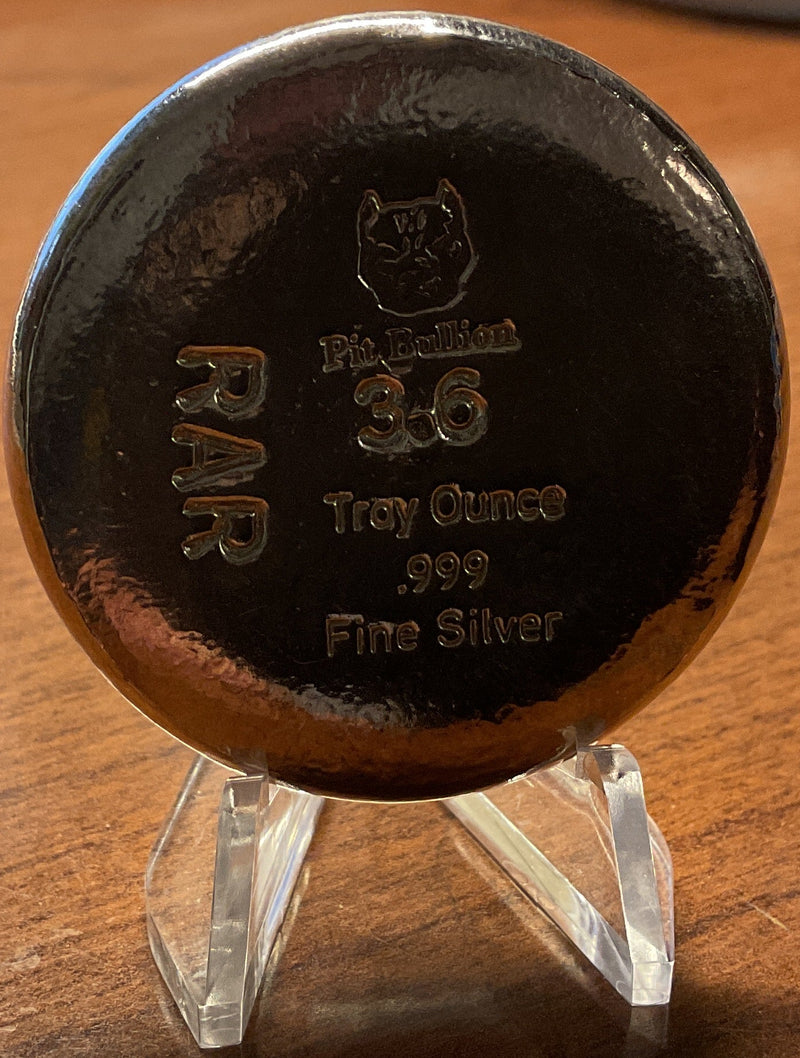 Pit Bullion
3.6
Troy Ounce
.999
Fine Silver
RAR